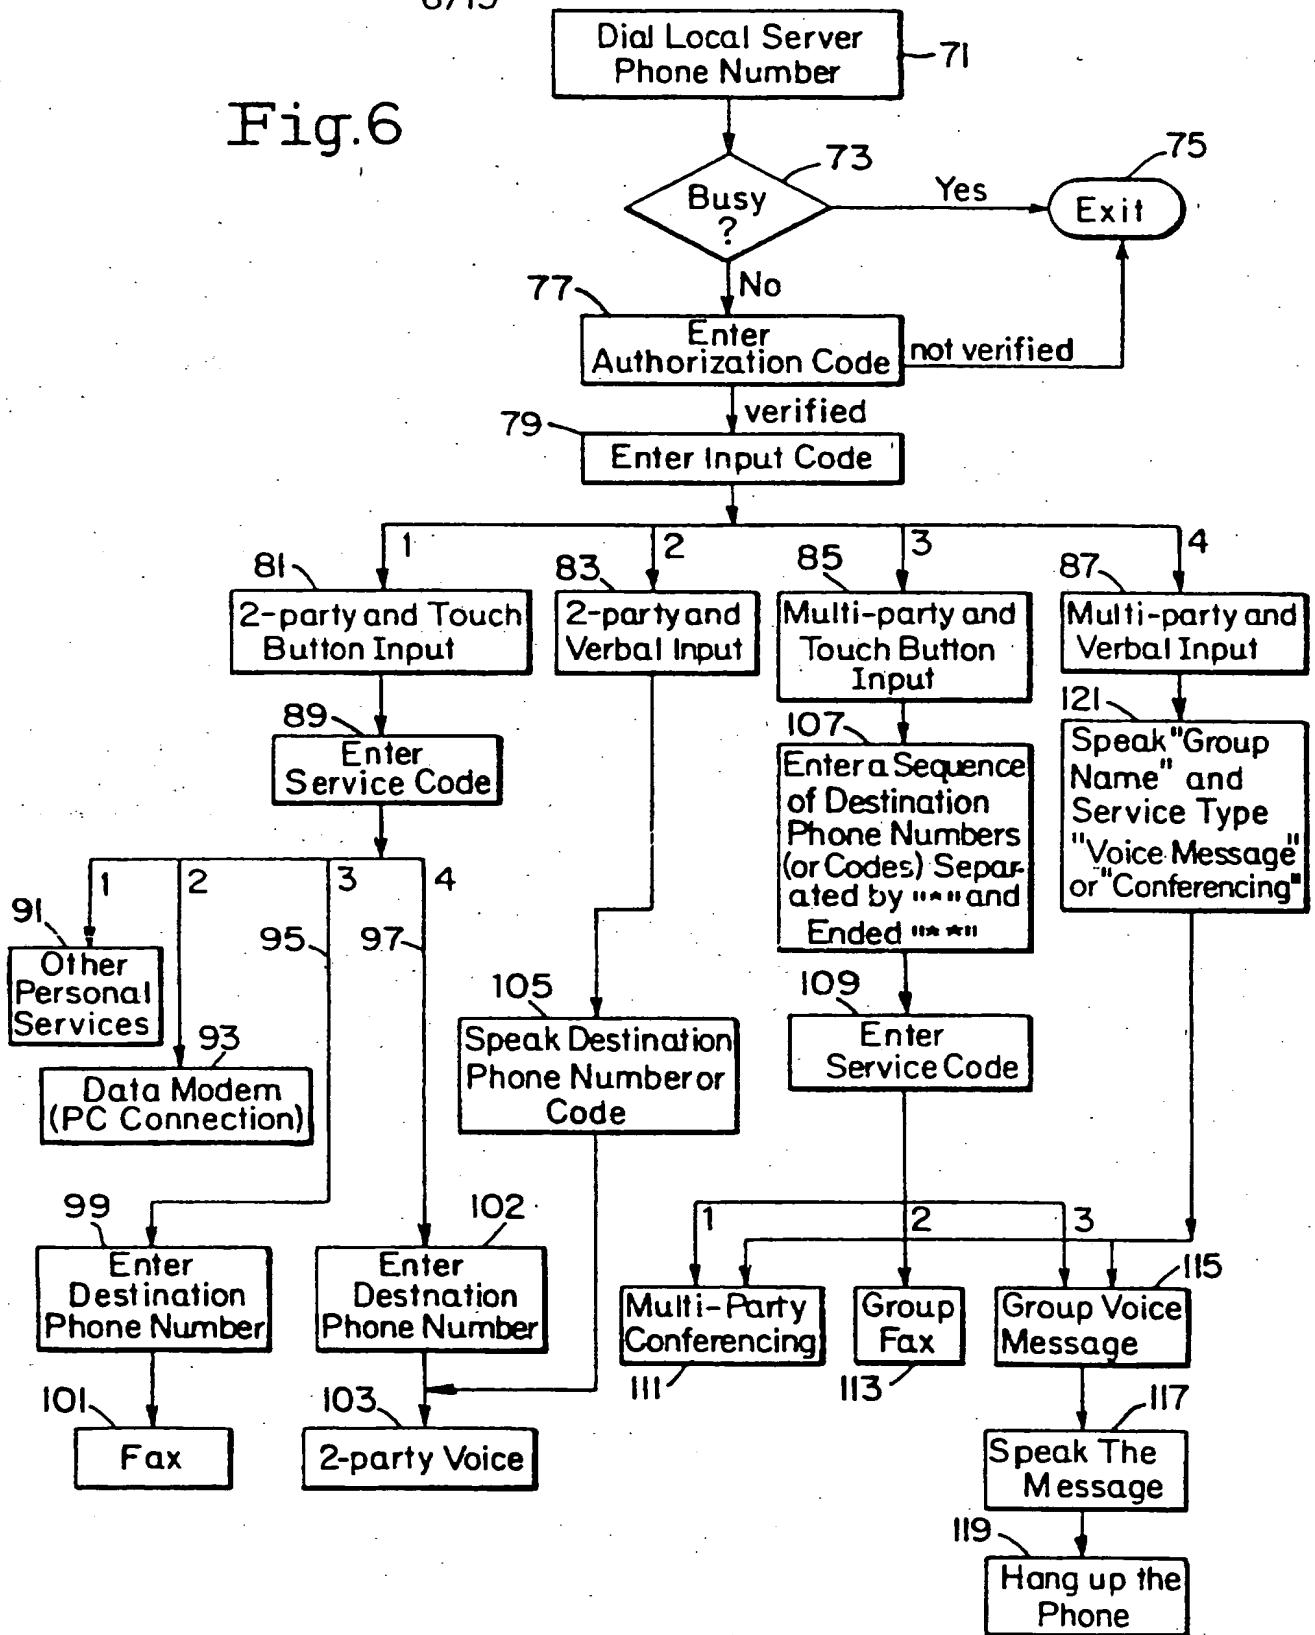 Dial Local Server
Phone Number
71
Fig.6
Busy
?
73
Yes
75
Exit
No
77
Enter
Authorization Code
not verified
verified
79
Enter Input Code
1
2
3
4
81
2-party and Touch
Button Input
83
2-party and
Verbal Input
85
Multi-party and
Touch Button
Input
87
Multi-party and
Verbal Input
89
Enter
Service Code
107
Enter a Sequence
of Destination
Phone Numbers
(or Codes) Separ-
ated by "*" and
Ended "**"
121
Speak "Group
Name" and
Service Type
"Voice Message"
or "Conferencing"
1
2
3
4
91
Other
Personal
Services
95
97
93
Data Modem
(PC Connection)
105
Speak Destination
Phone Number or
Code
109
Enter
Service Code
99
Enter
Destination
Phone Number
102
Enter
Destnation
Phone Number
1
2
3
Multi-Party
Conferencing
111
Group
Fax
113
115
Group Voice
Message
101
Fax
103
2-party Voice
117
Speak The
Message
119
Hang up the
Phone